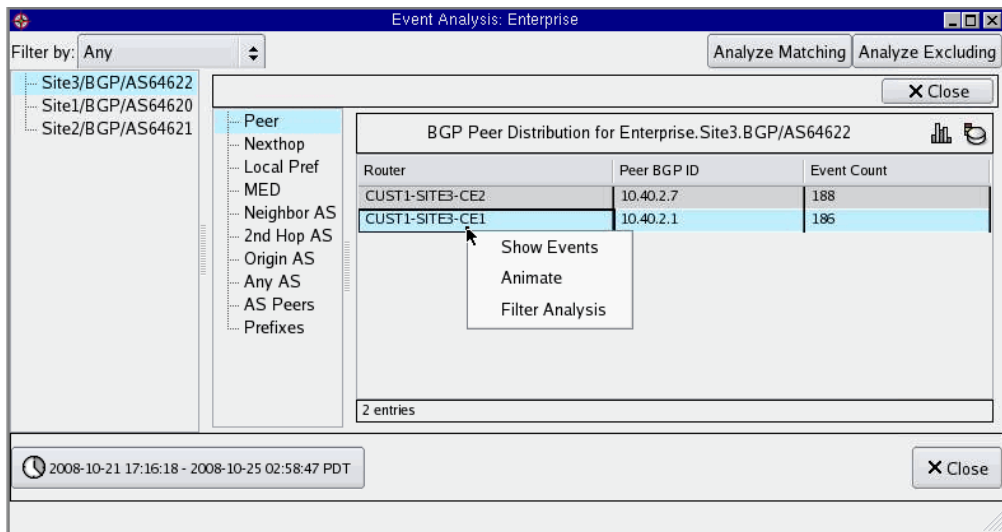 Event Analysis: Enterprise
Filter by: Any
Analyze Matching
Analyze Excluding
Site3/BGP/AS64622
Site1/BGP/AS64620
Site2/BGP/AS64621
Close
Peer
Nexthop
Local Pref
MED
Neighbor AS
2nd Hop AS
Origin AS
Any AS
AS Peers
Prefixes
BGP Peer Distribution for Enterprise.Site3.BGP/AS64622
Router Peer BGP ID Event Count
CUST1-SITE3-CE2 10.40.2.7 188
CUST1-SITE3-CE1 10.40.2.1 186
Show Events
Animate
Filter Analysis
2 entries
2008-10-21 17:16:18 - 2008-10-25 02:58:47 PDT
Close